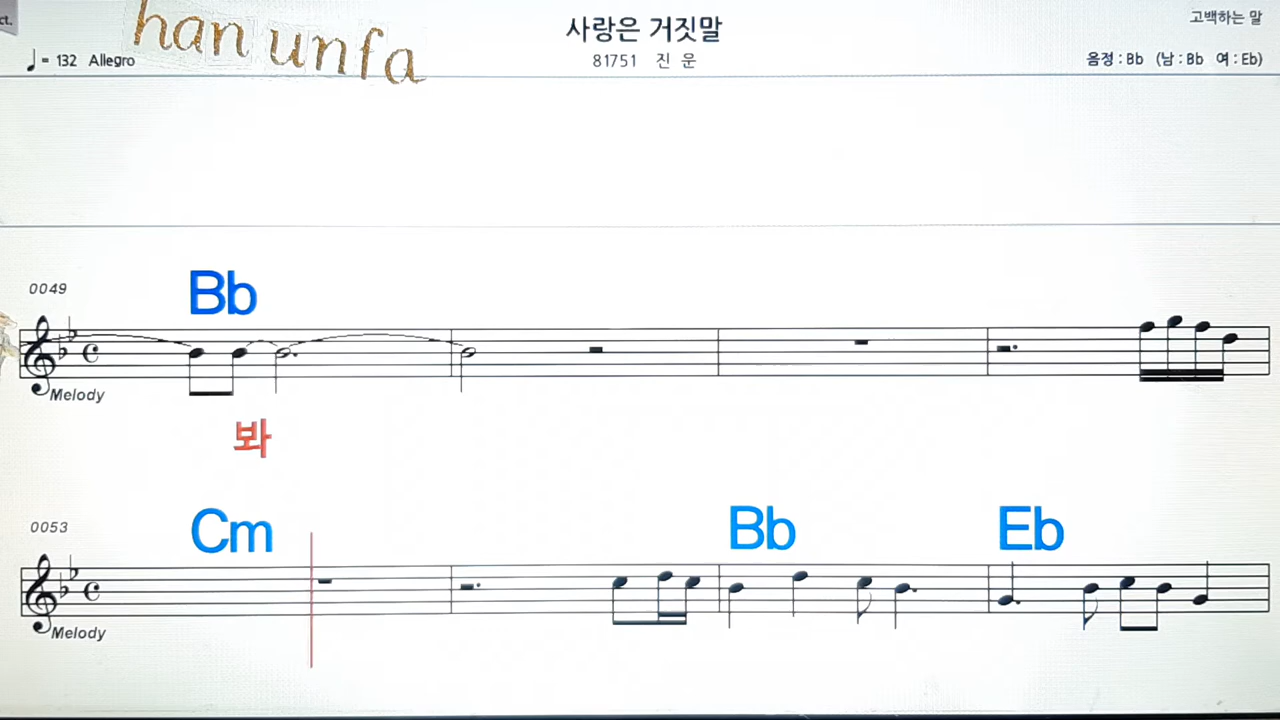 ct.
han unfa
사랑은 거짓말
고백하는 말
♩ = 132 Allegro
81751 진 운
음정 : Bb (남 : Bb 여 : Eb)
0049
Bb
Melody
봐
0053
Cm
Bb
Eb
Melody